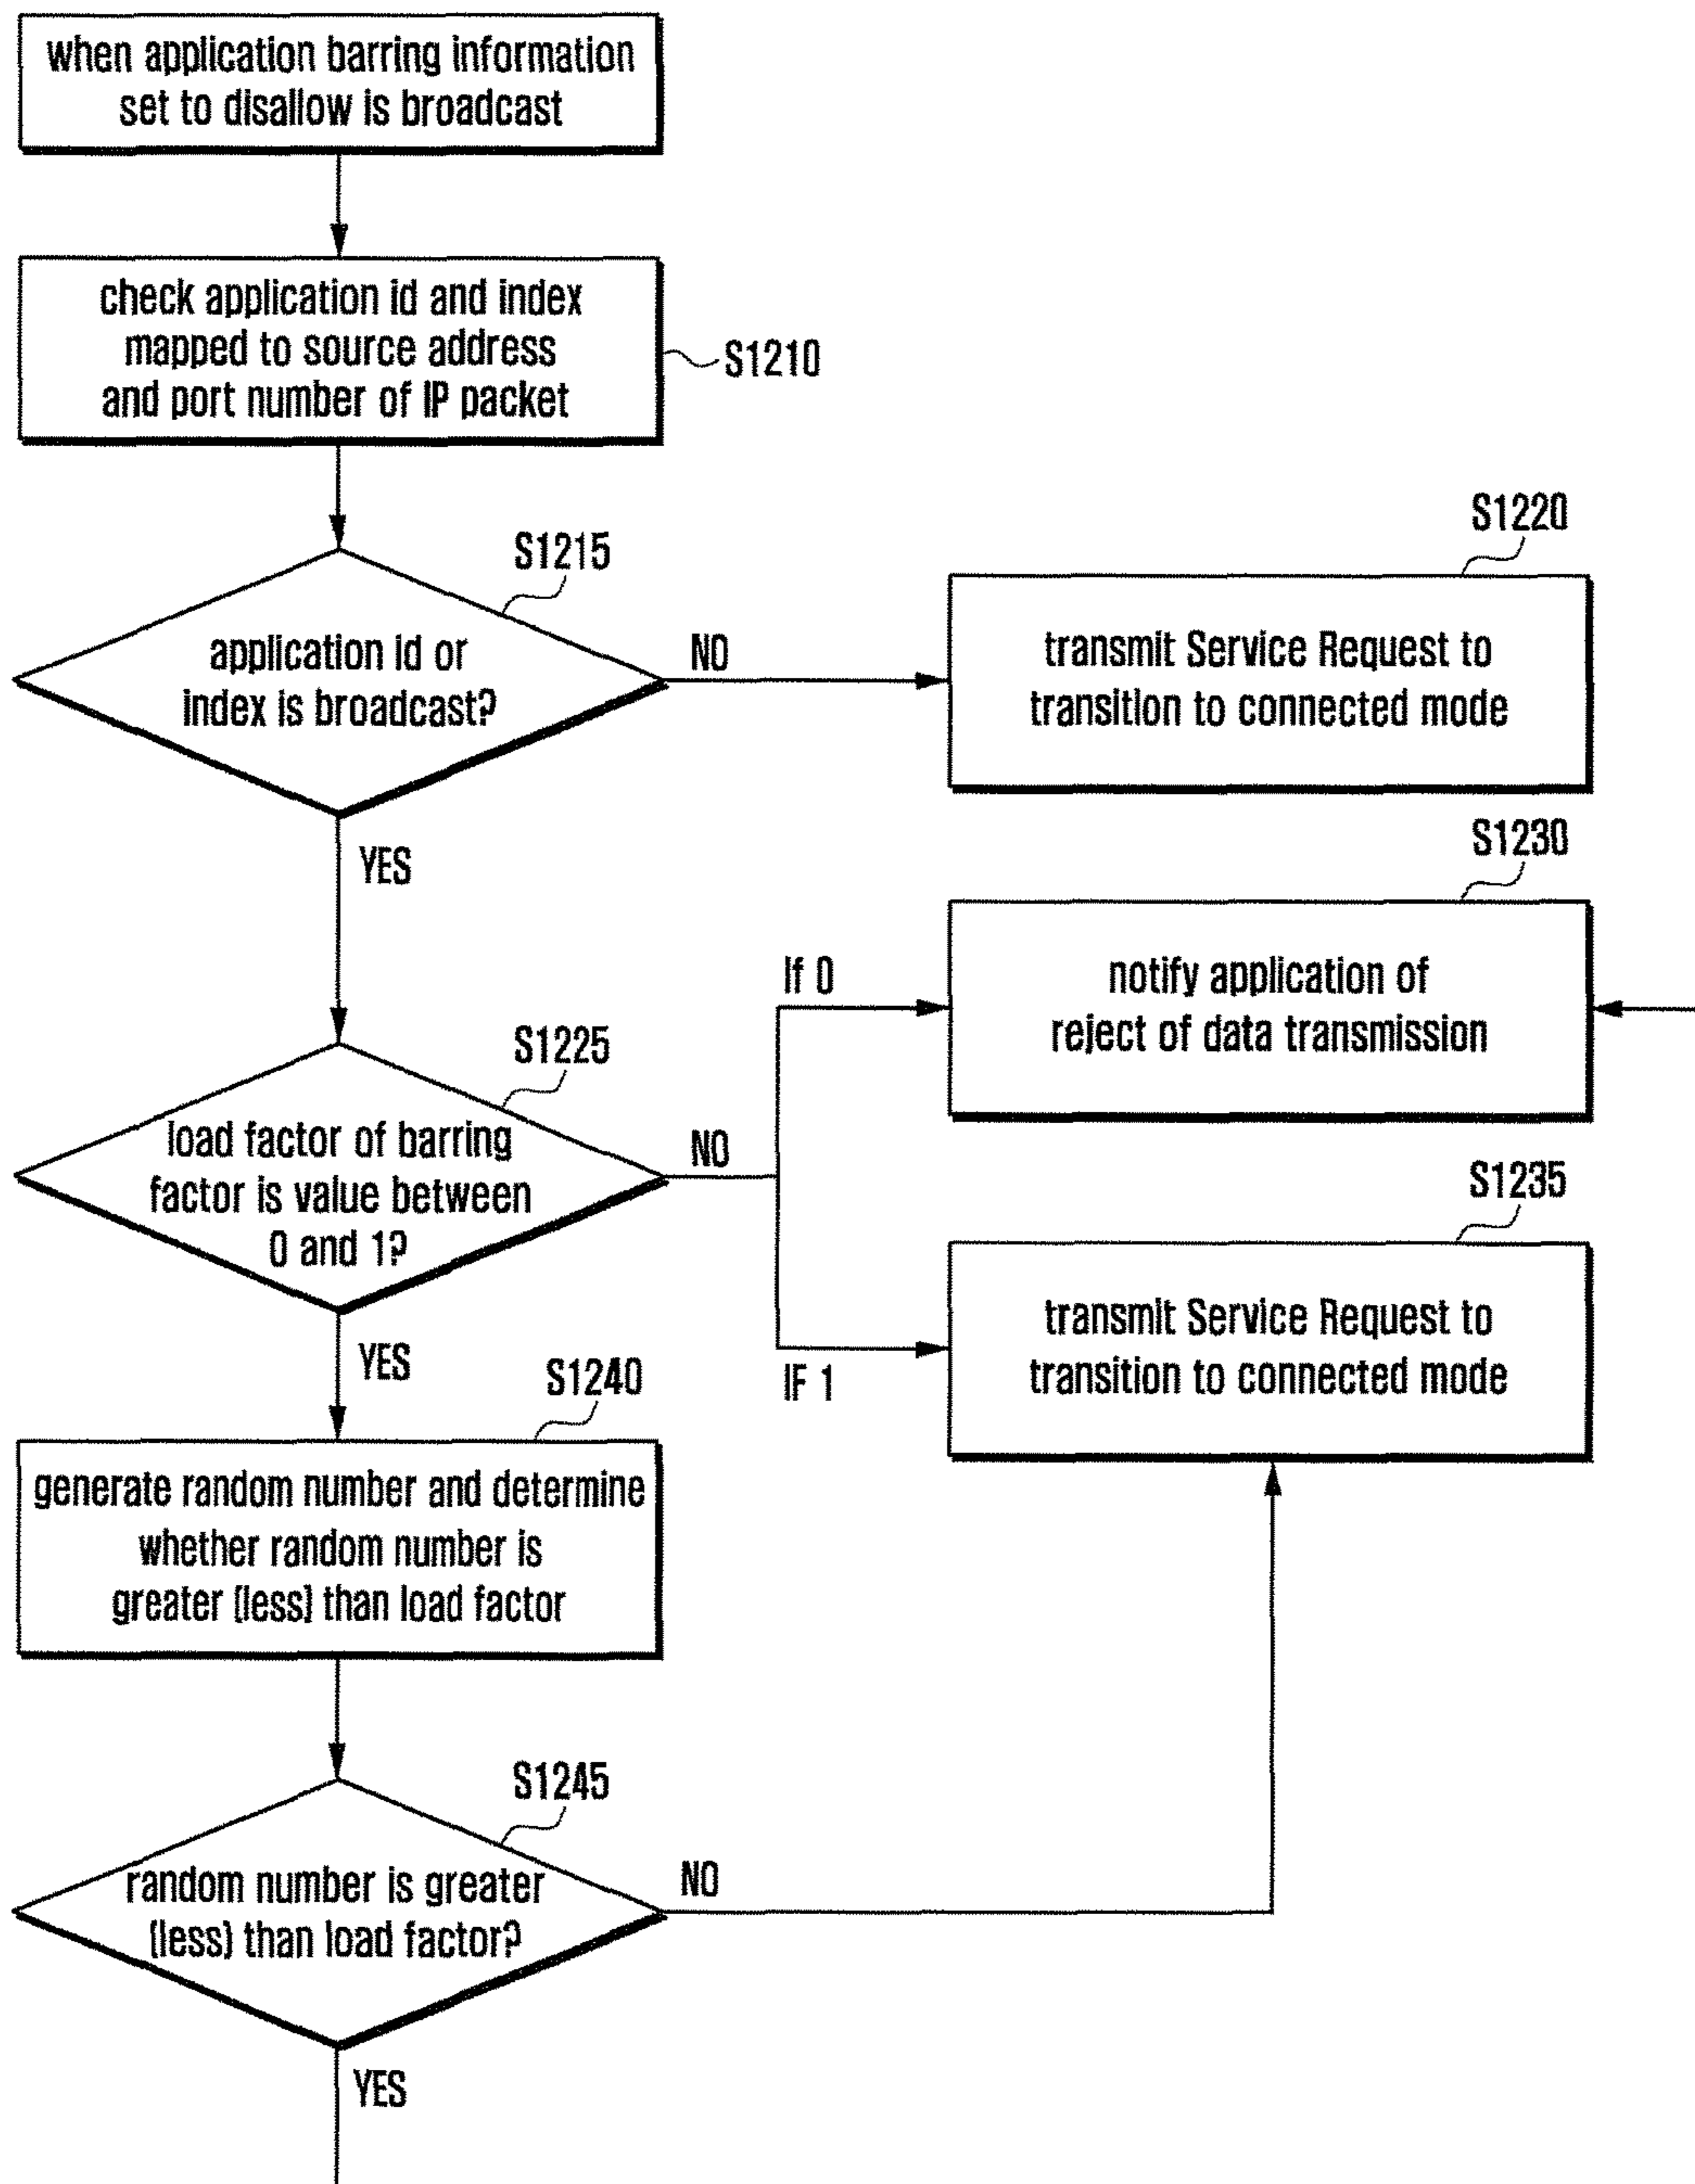 when application barring information
set to disallow is broadcast
check application id and index
mapped to source address
and port number of IP packet
S1210
S1215
application id or
index is broadcast?
NO
YES
S1220
transmit Service Request to
transition to connected mode
S1225
load factor of barring
factor is value between
0 and 1?
NO
YES
If 0
S1230
notify application of
reject of data transmission
IF 1
S1235
transmit Service Request to
transition to connected mode
S1240
generate random number and determine
whether random number is
greater (less) than load factor
S1245
random number is greater
(less) than load factor?
NO
YES